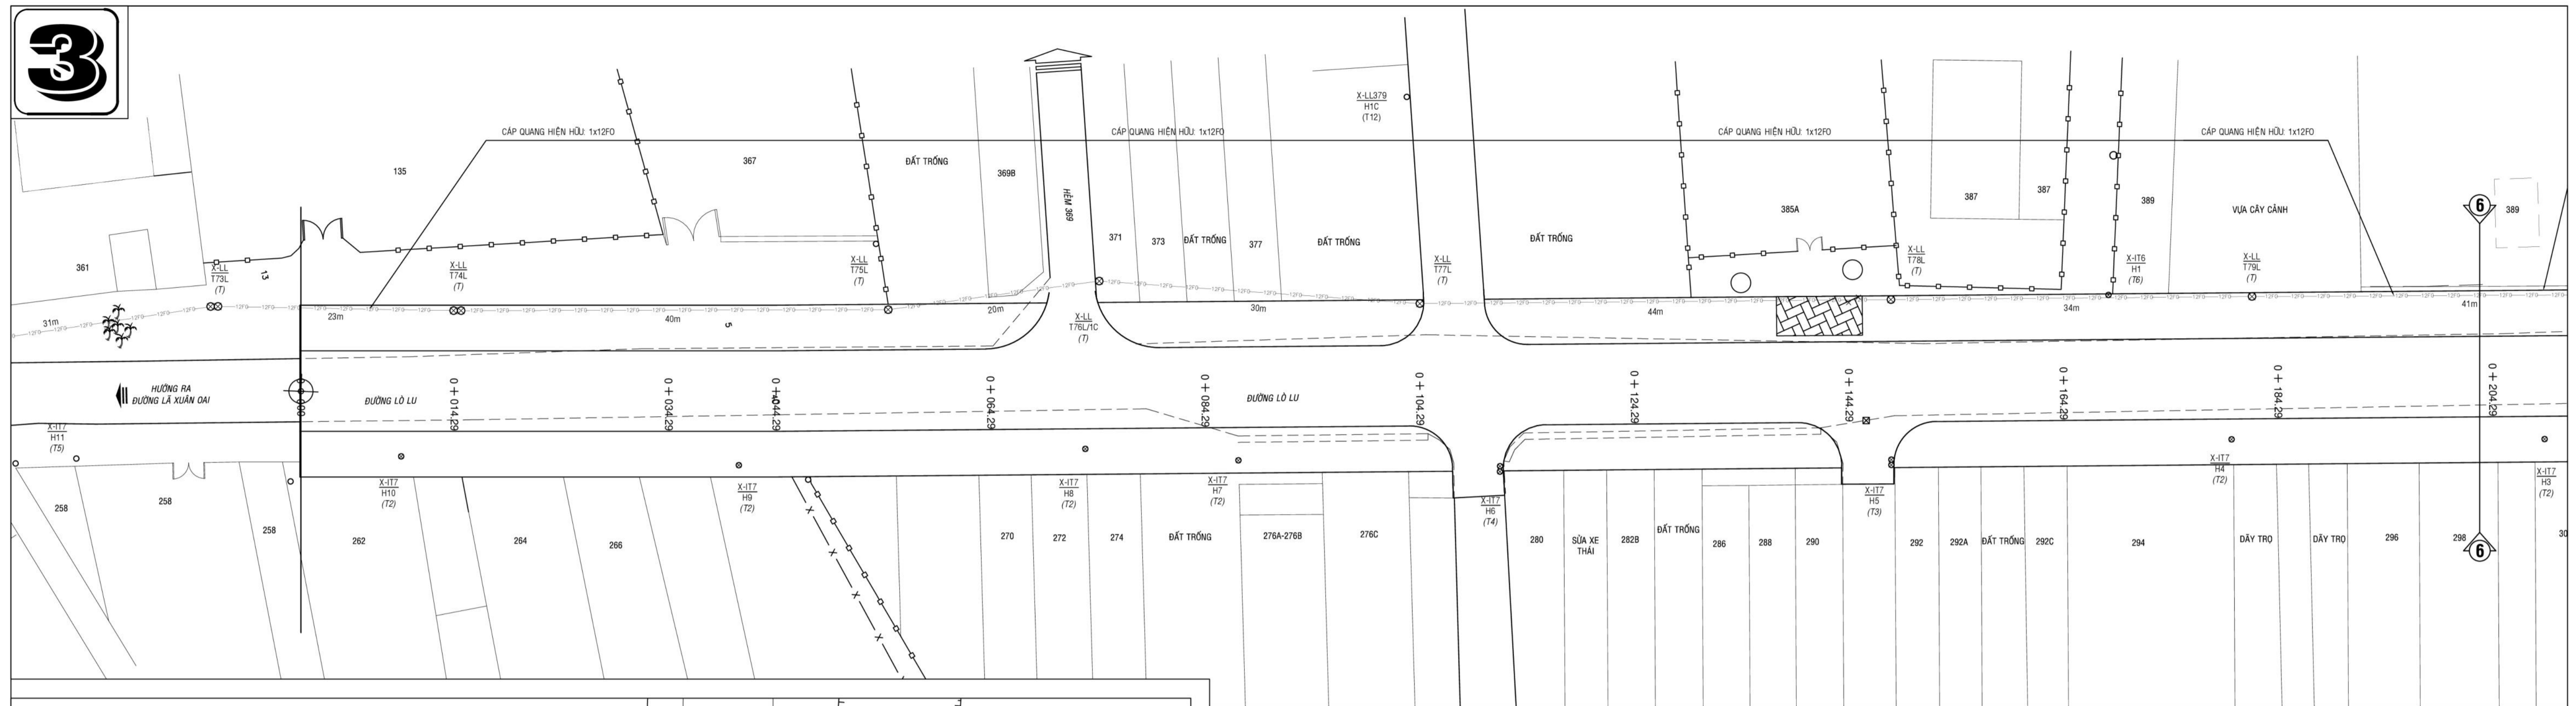 3
CÁP QUANG HIỆN HỮU: 1x12FO
CÁP QUANG HIỆN HỮU: 1x12FO
CÁP QUANG HIỆN HỮU: 1x12FO
CÁP QUANG HIỆN HỮU: 1x12FO
X-LL379
H1C
(T12)
135
367
ĐẤT TRỐNG
369B
HẺM 369
371
373
ĐẤT TRỐNG
377
ĐẤT TRỐNG
ĐẤT TRỐNG
385A
387
387
389
VỰA CÂY CẢNH
389
6
361
13
X-LL
T73L
(T)
X-LL
T74L
(T)
X-LL
T75L
(T)
X-LL
T76L/1C
(T)
X-LL
T77L
(T)
X-LL
T78L
(T)
X-IT6
H1
(T6)
X-LL
T79L
(T)
31m
23m
40m
5
20m
30m
44m
34m
41m
HƯỚNG RA
ĐƯỜNG LÃ XUÂN OAI
ĐƯỜNG LÒ LU
ĐƯỜNG LÒ LU
0+014.29
0+034.29
0+044.29
0+064.29
0+084.29
0+104.29
0+124.29
0+144.29
0+164.29
0+184.29
0+204.29
X-IT7
H11
(T5)
X-IT7
H10
(T2)
X-IT7
H9
(T2)
X-IT7
H8
(T2)
X-IT7
H7
(T2)
X-IT7
H6
(T4)
X-IT7
H5
(T3)
X-IT7
H4
(T2)
X-IT7
H3
(T2)
258
258
258
262
264
266
270
272
274
ĐẤT TRỐNG
276A-276B
276C
280
SỬA XE
THÁI
282B
ĐẤT TRỐNG
286
288
290
292
292A
ĐẤT TRỐNG
292C
294
DÃY TRỌ
DÃY TRỌ
296
298
30
6